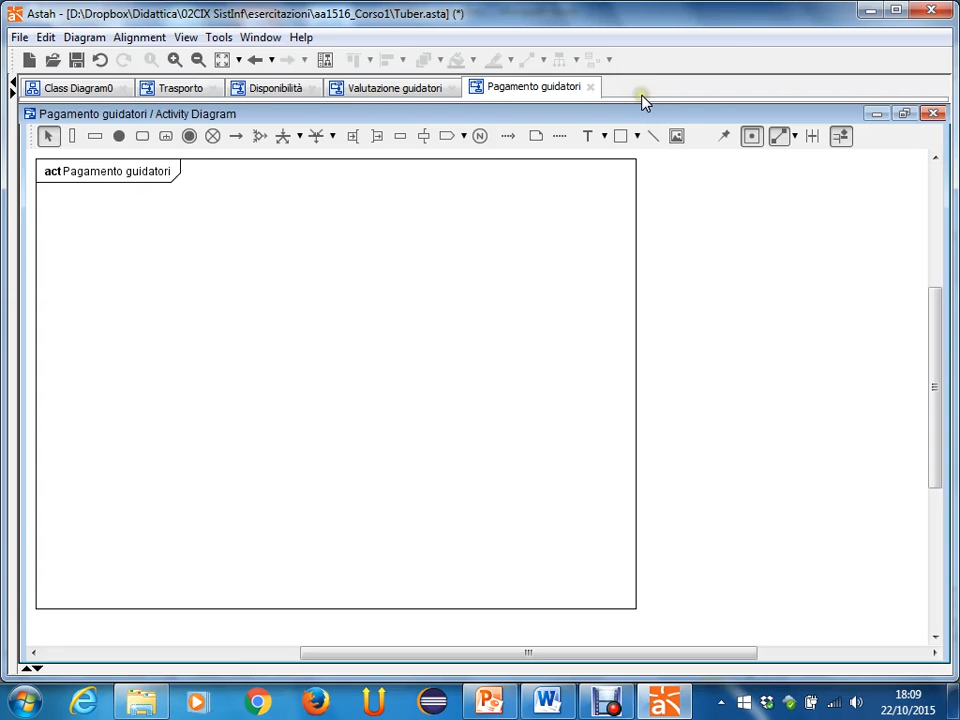 Astah - [D:\Dropbox\Didattica\02CIX SistInf\esercitazioni\aa1516_Corso1\Tuber.asta] (*)
File Edit Diagram Alignment View Tools Window Help
Class Diagram0 Trasporto Disponibilità Valutazione guidatori Pagamento guidatori
Pagamento guidatori / Activity Diagram
N T
act Pagamento guidatori
18:09
22/10/2015